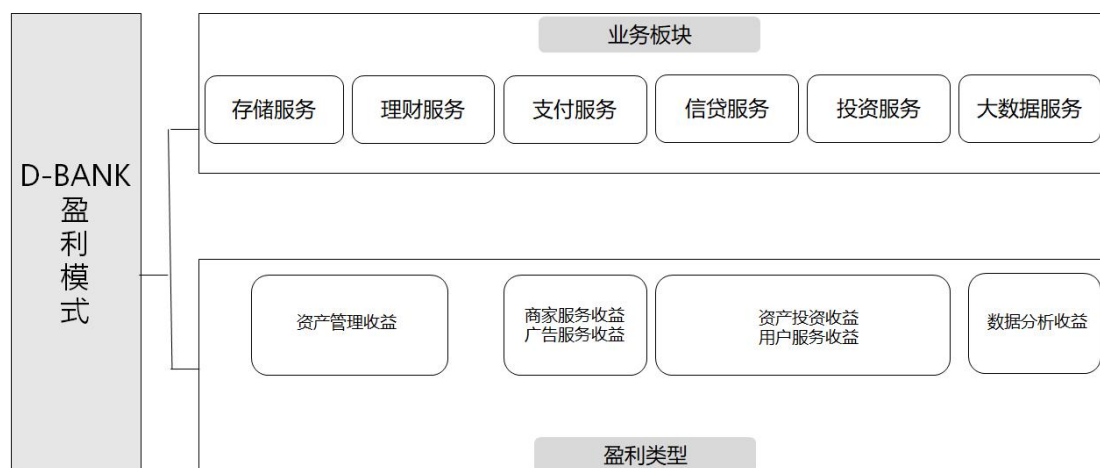 D-BANK
盈
利
模
式
业务板块
存储服务
理财服务
支付服务
信贷服务
投资服务
大数据服务
资产管理收益
商家服务收益
广告服务收益
资产投资收益
用户服务收益
数据分析收益
盈利类型